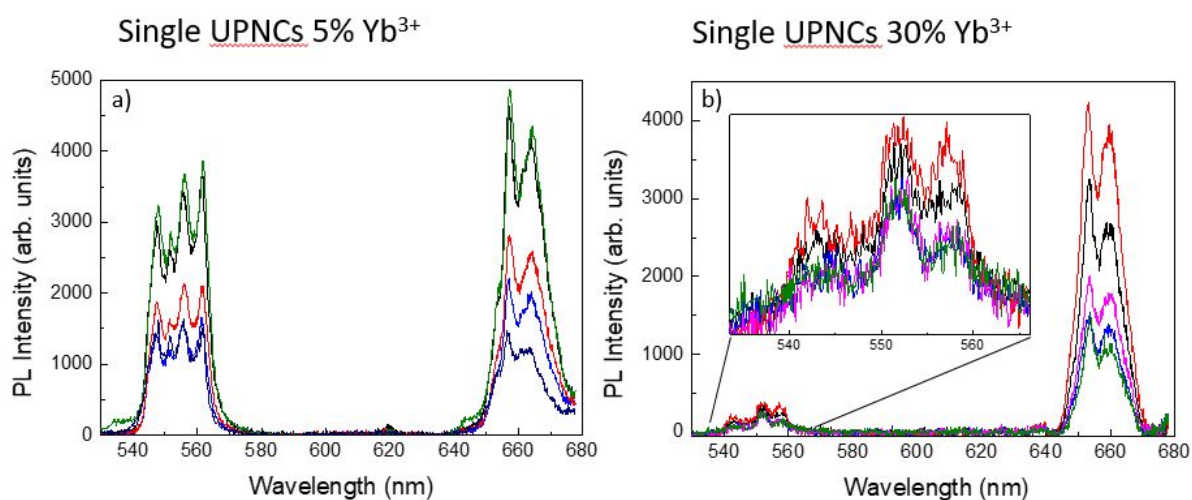 Single UPNCs 5% Yb³⁺
Single UPNCs 30% Yb³⁺
a)
PL Intensity (arb. units)
5000
4000
3000
2000
1000
0
540 560 580 600 620 640 660 680
Wavelength (nm)
b)
PL Intensity (arb. units)
4000
3000
2000
1000
0
540 550 560
540 560 580 600 620 640 660 680
Wavelength (nm)